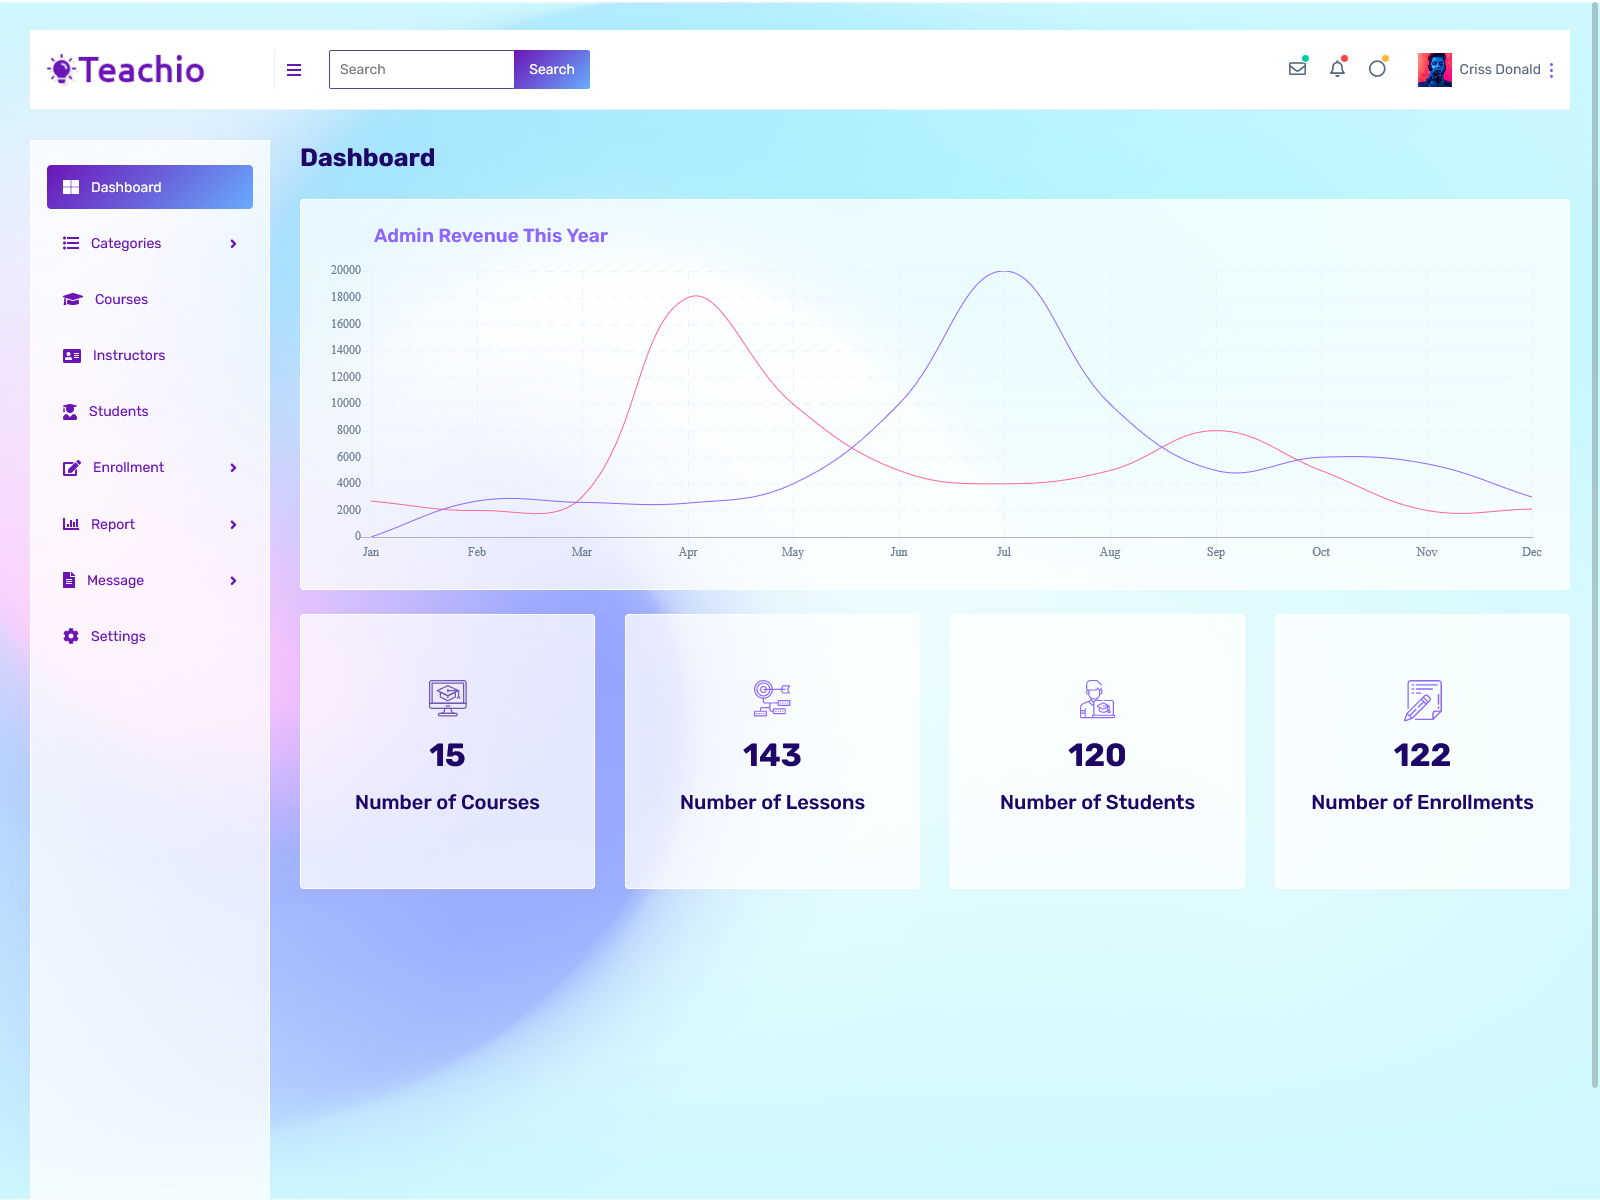 Teachio
Search
Search
Criss Donald
Dashboard
Categories
Courses
Instructors
Students
Enrollment
Report
Message
Settings
Dashboard
Admin Revenue This Year
20000
18000
16000
14000
12000
10000
8000
6000
4000
2000
0
Jan Feb Mar Apr May Jun Jul Aug Sep Oct Nov Dec
15
Number of Courses
143
Number of Lessons
120
Number of Students
122
Number of Enrollments